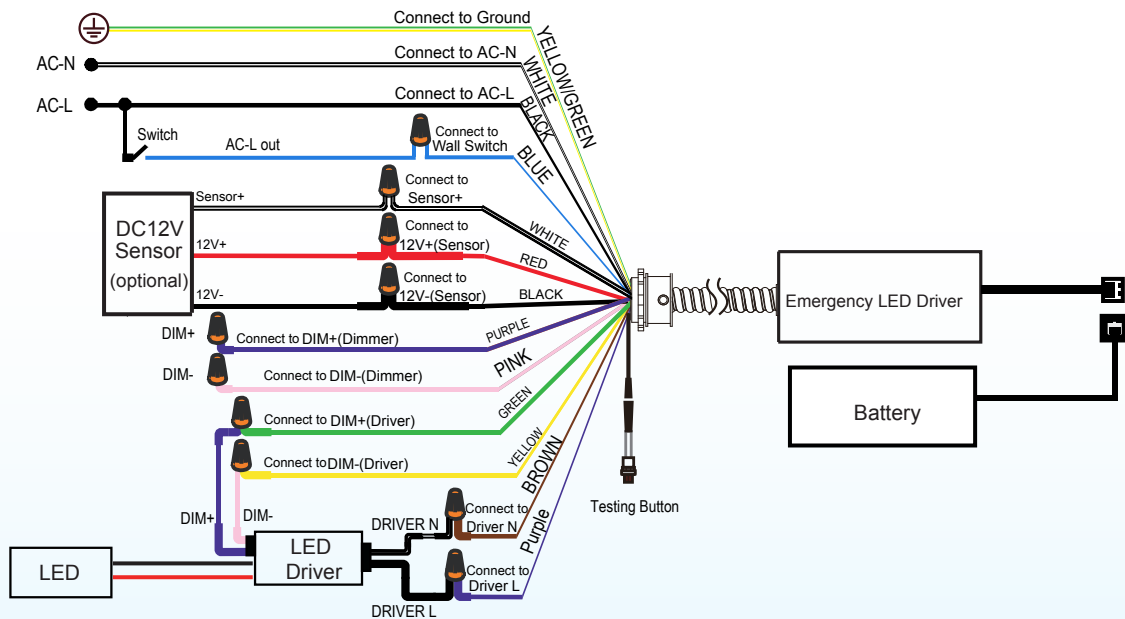 Connect to Ground
YELLOW/GREEN
AC-N
Connect to AC-N
WHITE
AC-L
Connect to AC-L
BLACK
Switch
AC-L out
Connect to
Wall Switch
BLUE
DC12V
Sensor
(optional)
Sensor+
Connect to
Sensor+
WHITE
12V+
Connect to
12V+(Sensor)
RED
12V-
Connect to
12V-(Sensor)
BLACK
Emergency LED Driver
DIM+
Connect to DIM+(Dimmer)
PURPLE
DIM-
Connect to DIM-(Dimmer)
PINK
Connect to DIM+(Driver)
GREEN
Connect to DIM-(Driver)
YELLOW
Battery
Testing Button
DIM+
DIM-
DRIVER N
Connect to
Driver N
BROWN
LED
LED
Driver
DRIVER L
Connect to
Driver L
Purple